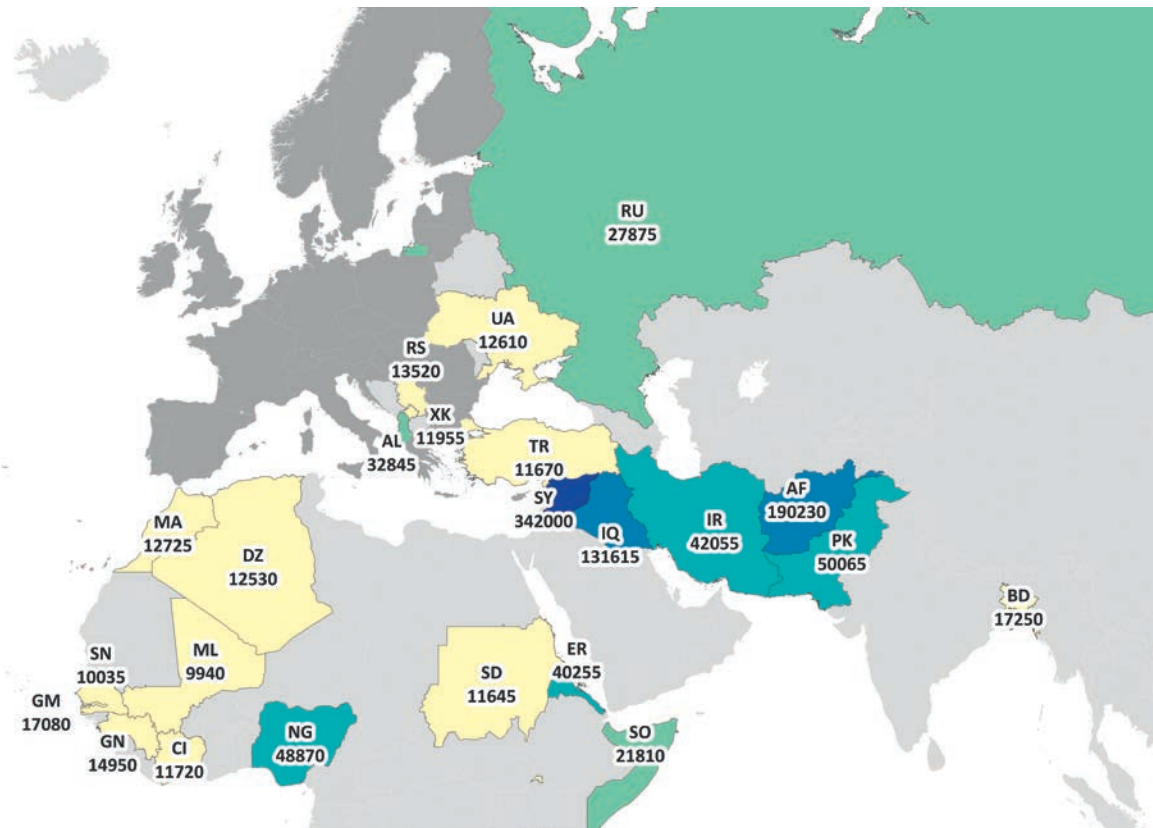 RU
27875
UA
12610
RS
13520
XK
11955
AL
32845
TR
11670
SY
342000
IQ
131615
IR
42055
AF
190230
PK
50065
BD
17250
MA
12725
DZ
12530
ML
9940
SN
10035
GM
17080
GN
14950
CI
11720
NG
48870
SD
11645
ER
40255
SO
21810